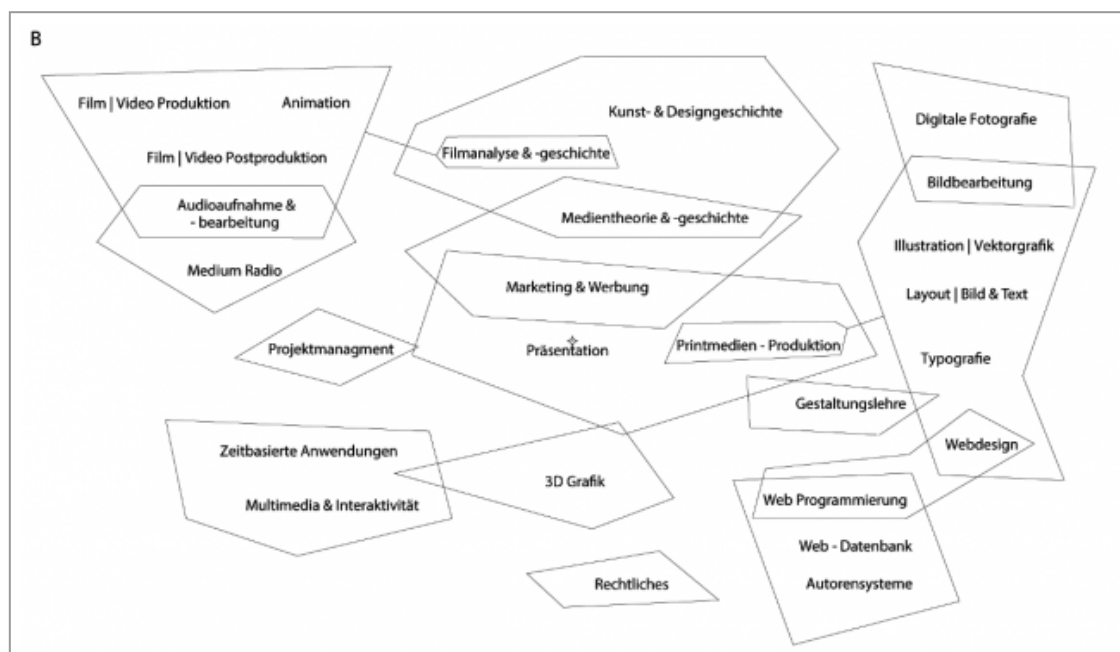 B
Film | Video Produktion
Animation
Kunst- & Designgeschichte
Digitale Fotografie
Filmanalyse & -geschichte
Film | Video Postproduktion
Bildbearbeitung
Audioaufnahme &
- bearbeitung
Medientheorie & -geschichte
Illustration | Vektorgrafik
Medium Radio
Marketing & Werbung
Layout | Bild & Text
Projektmanagment
Präsentation
Printmedien - Produktion
Typografie
Gestaltungslehre
Zeitbasierte Anwendungen
Webdesign
3D Grafik
Multimedia & Interaktivität
Web Programmierung
Web - Datenbank
Rechtliches
Autorensysteme